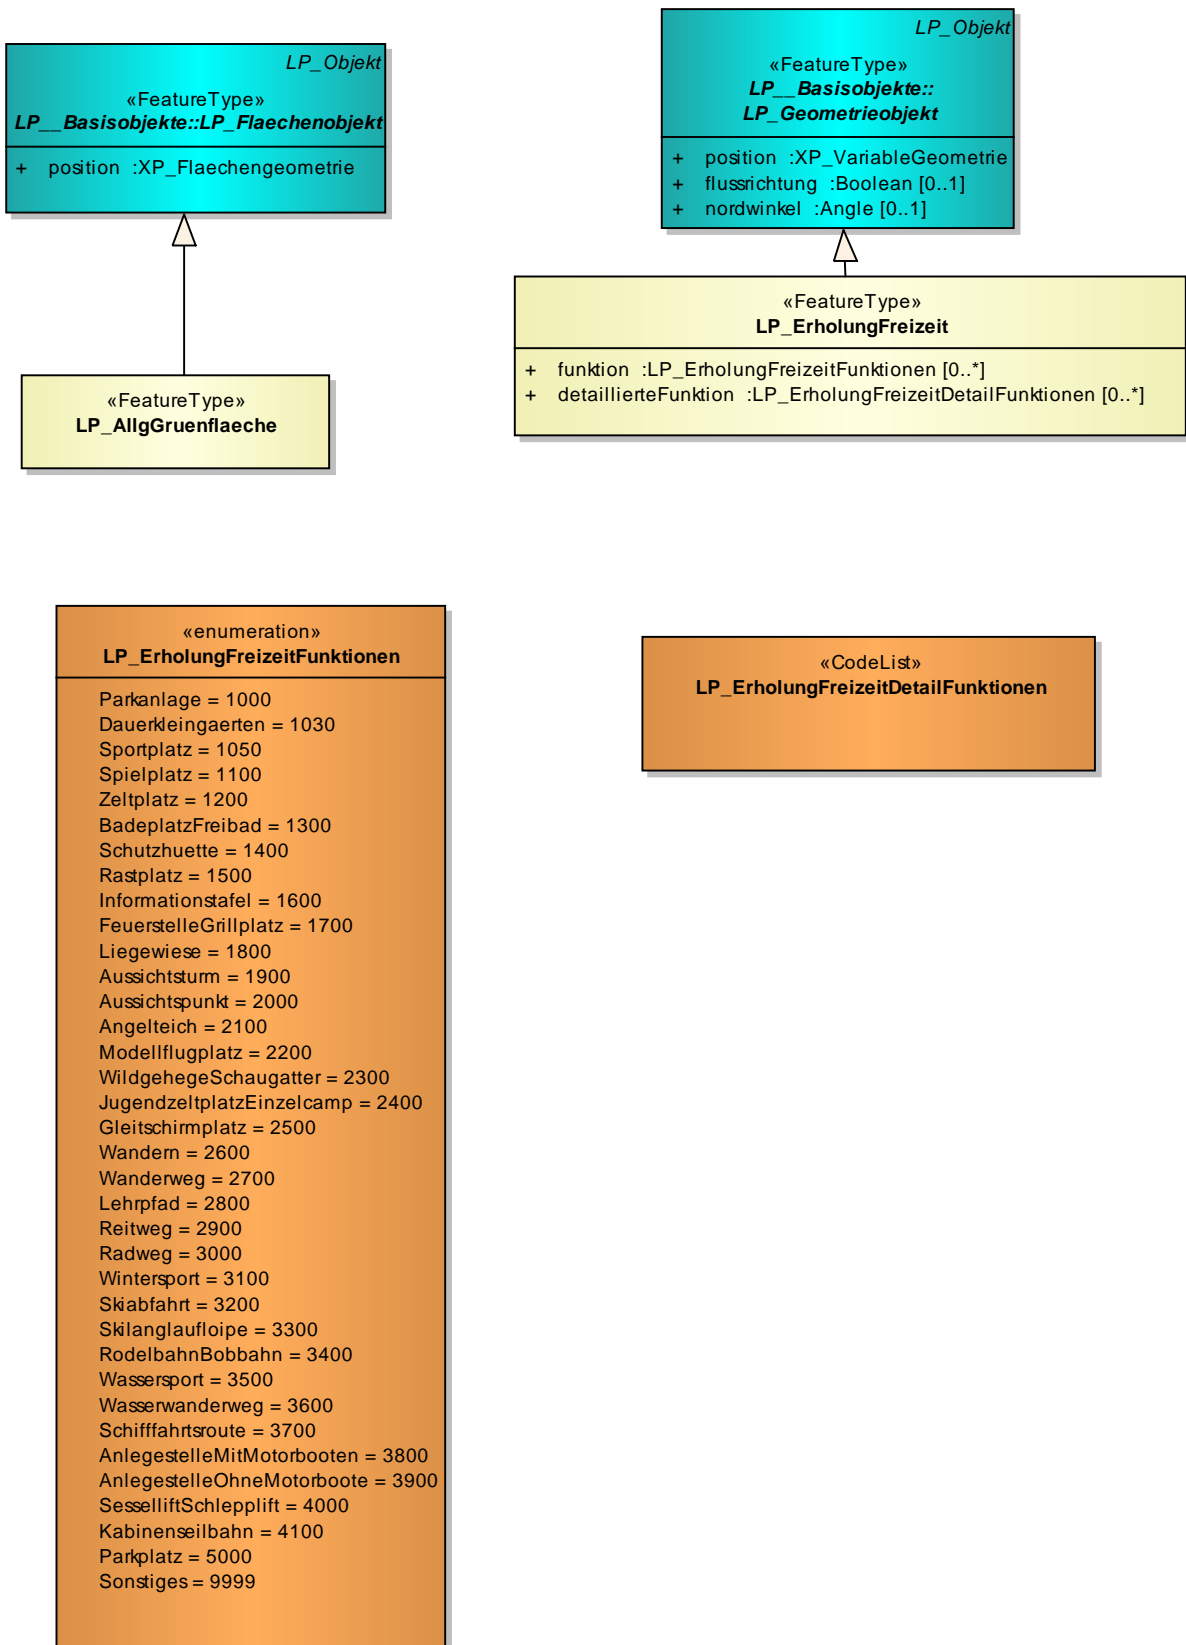 LP_Objekt
«FeatureType»
LP__Basisobjekte::LP_Flaechenobjekt
+ position :XP_Flaechengeometrie
LP_Objekt
«FeatureType»
LP__Basisobjekte::
LP_Geometrieobjekt
+ position :XP_VariableGeometrie
+ flussrichtung :Boolean [0..1]
+ nordwinkel :Angle [0..1]
«FeatureType»
LP_AllgGruenflaeche
«FeatureType»
LP_ErholungFreizeit
+ funktion :LP_ErholungFreizeitFunktionen [0..*]
+ detaillierteFunktion :LP_ErholungFreizeitDetailFunktionen [0..*]
«enumeration»
LP_ErholungFreizeitFunktionen
Parkanlage = 1000
Dauerkleingaerten = 1030
Sportplatz = 1050
Spielplatz = 1100
Zeltplatz = 1200
BadeplatzFreibad = 1300
Schutzhuette = 1400
Rastplatz = 1500
Informationstafel = 1600
FeuerstelleGrillplatz = 1700
Liegewiese = 1800
Aussichtsturm = 1900
Aussichtspunkt = 2000
Angelteich = 2100
Modellflugplatz = 2200
WildgehegeSchaugatter = 2300
JugendzeltplatzEinzelcamp = 2400
Gleitschirmplatz = 2500
Wandern = 2600
Wanderweg = 2700
Lehrpfad = 2800
Reitweg = 2900
Radweg = 3000
Wintersport = 3100
Skiabfahrt = 3200
Skilanglaufloipe = 3300
RodelbahnBobbahn = 3400
Wassersport = 3500
Wasserwanderweg = 3600
Schifffahrtsroute = 3700
AnlegestelleMitMotorbooten = 3800
AnlegestelleOhneMotorboote = 3900
SesselliftSchlepplift = 4000
Kabinenseilbahn = 4100
Parkplatz = 5000
Sonstiges = 9999
«CodeList»
LP_ErholungFreizeitDetailFunktionen